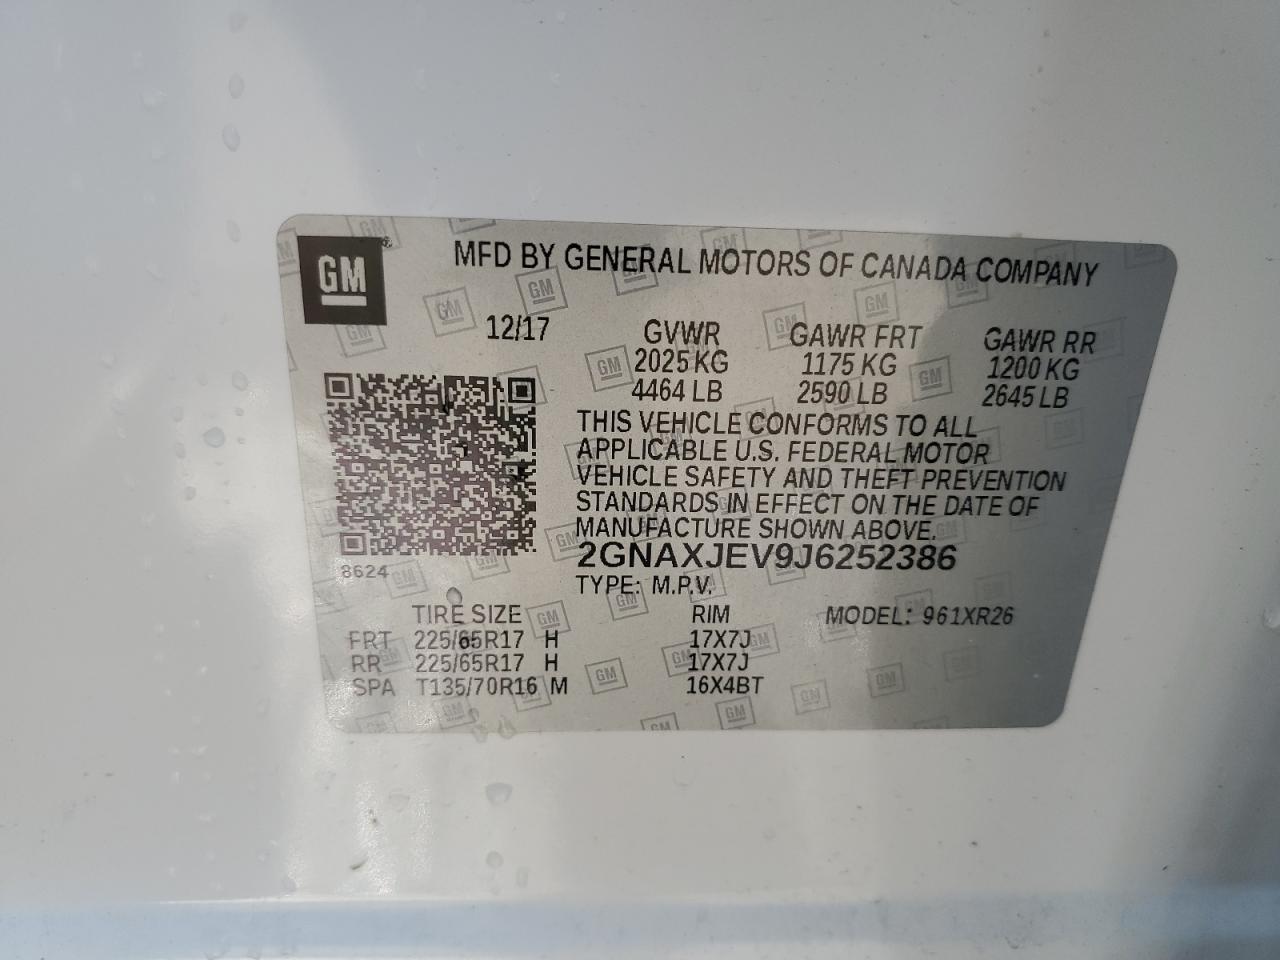 GM
MFD BY GENERAL MOTORS OF CANADA COMPANY
12/17 GVWR GAWR FRT GAWR RR
2025 KG 1175 KG 1200 KG
4464 LB 2590 LB 2645 LB
THIS VEHICLE CONFORMS TO ALL
APPLICABLE U.S. FEDERAL MOTOR
VEHICLE SAFETY AND THEFT PREVENTION
STANDARDS IN EFFECT ON THE DATE OF
MANUFACTURE SHOWN ABOVE.
2GNAXJEV9J6252386
8624
TYPE: M.P.V.
TIRE SIZE RIM MODEL: 961XR26
FRT 225/65R17 H 17X7J
RR 225/65R17 H 17X7J
SPA T135/70R16 M 16X4BT